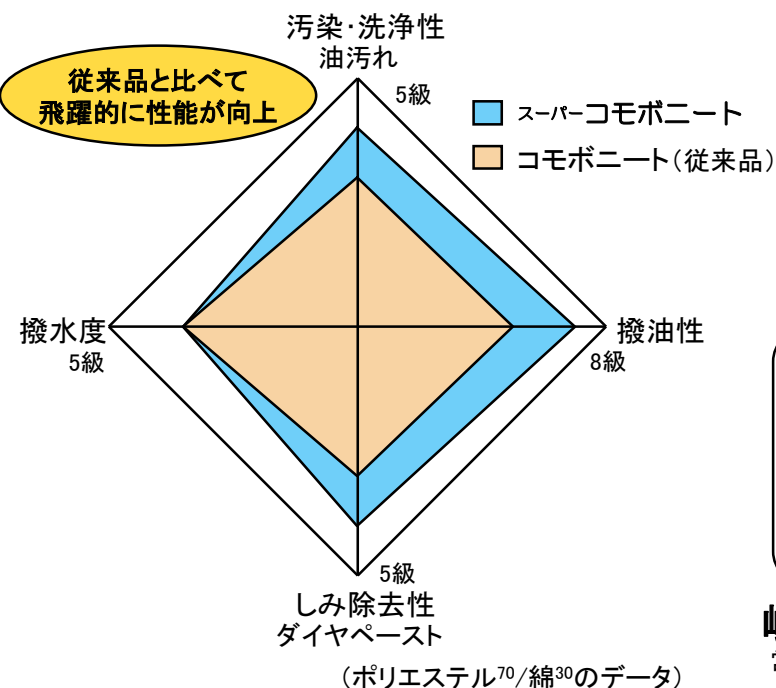 汚染・洗浄性
油汚れ
従来品と比べて
飛躍的に性能が向上
5級
スーパーコモボニート
コモボニート(従来品)
撥水度
5級
撥油性
8級
5級
しみ除去性
ダイヤペースト
(ポリエステル70/綿30のデータ)